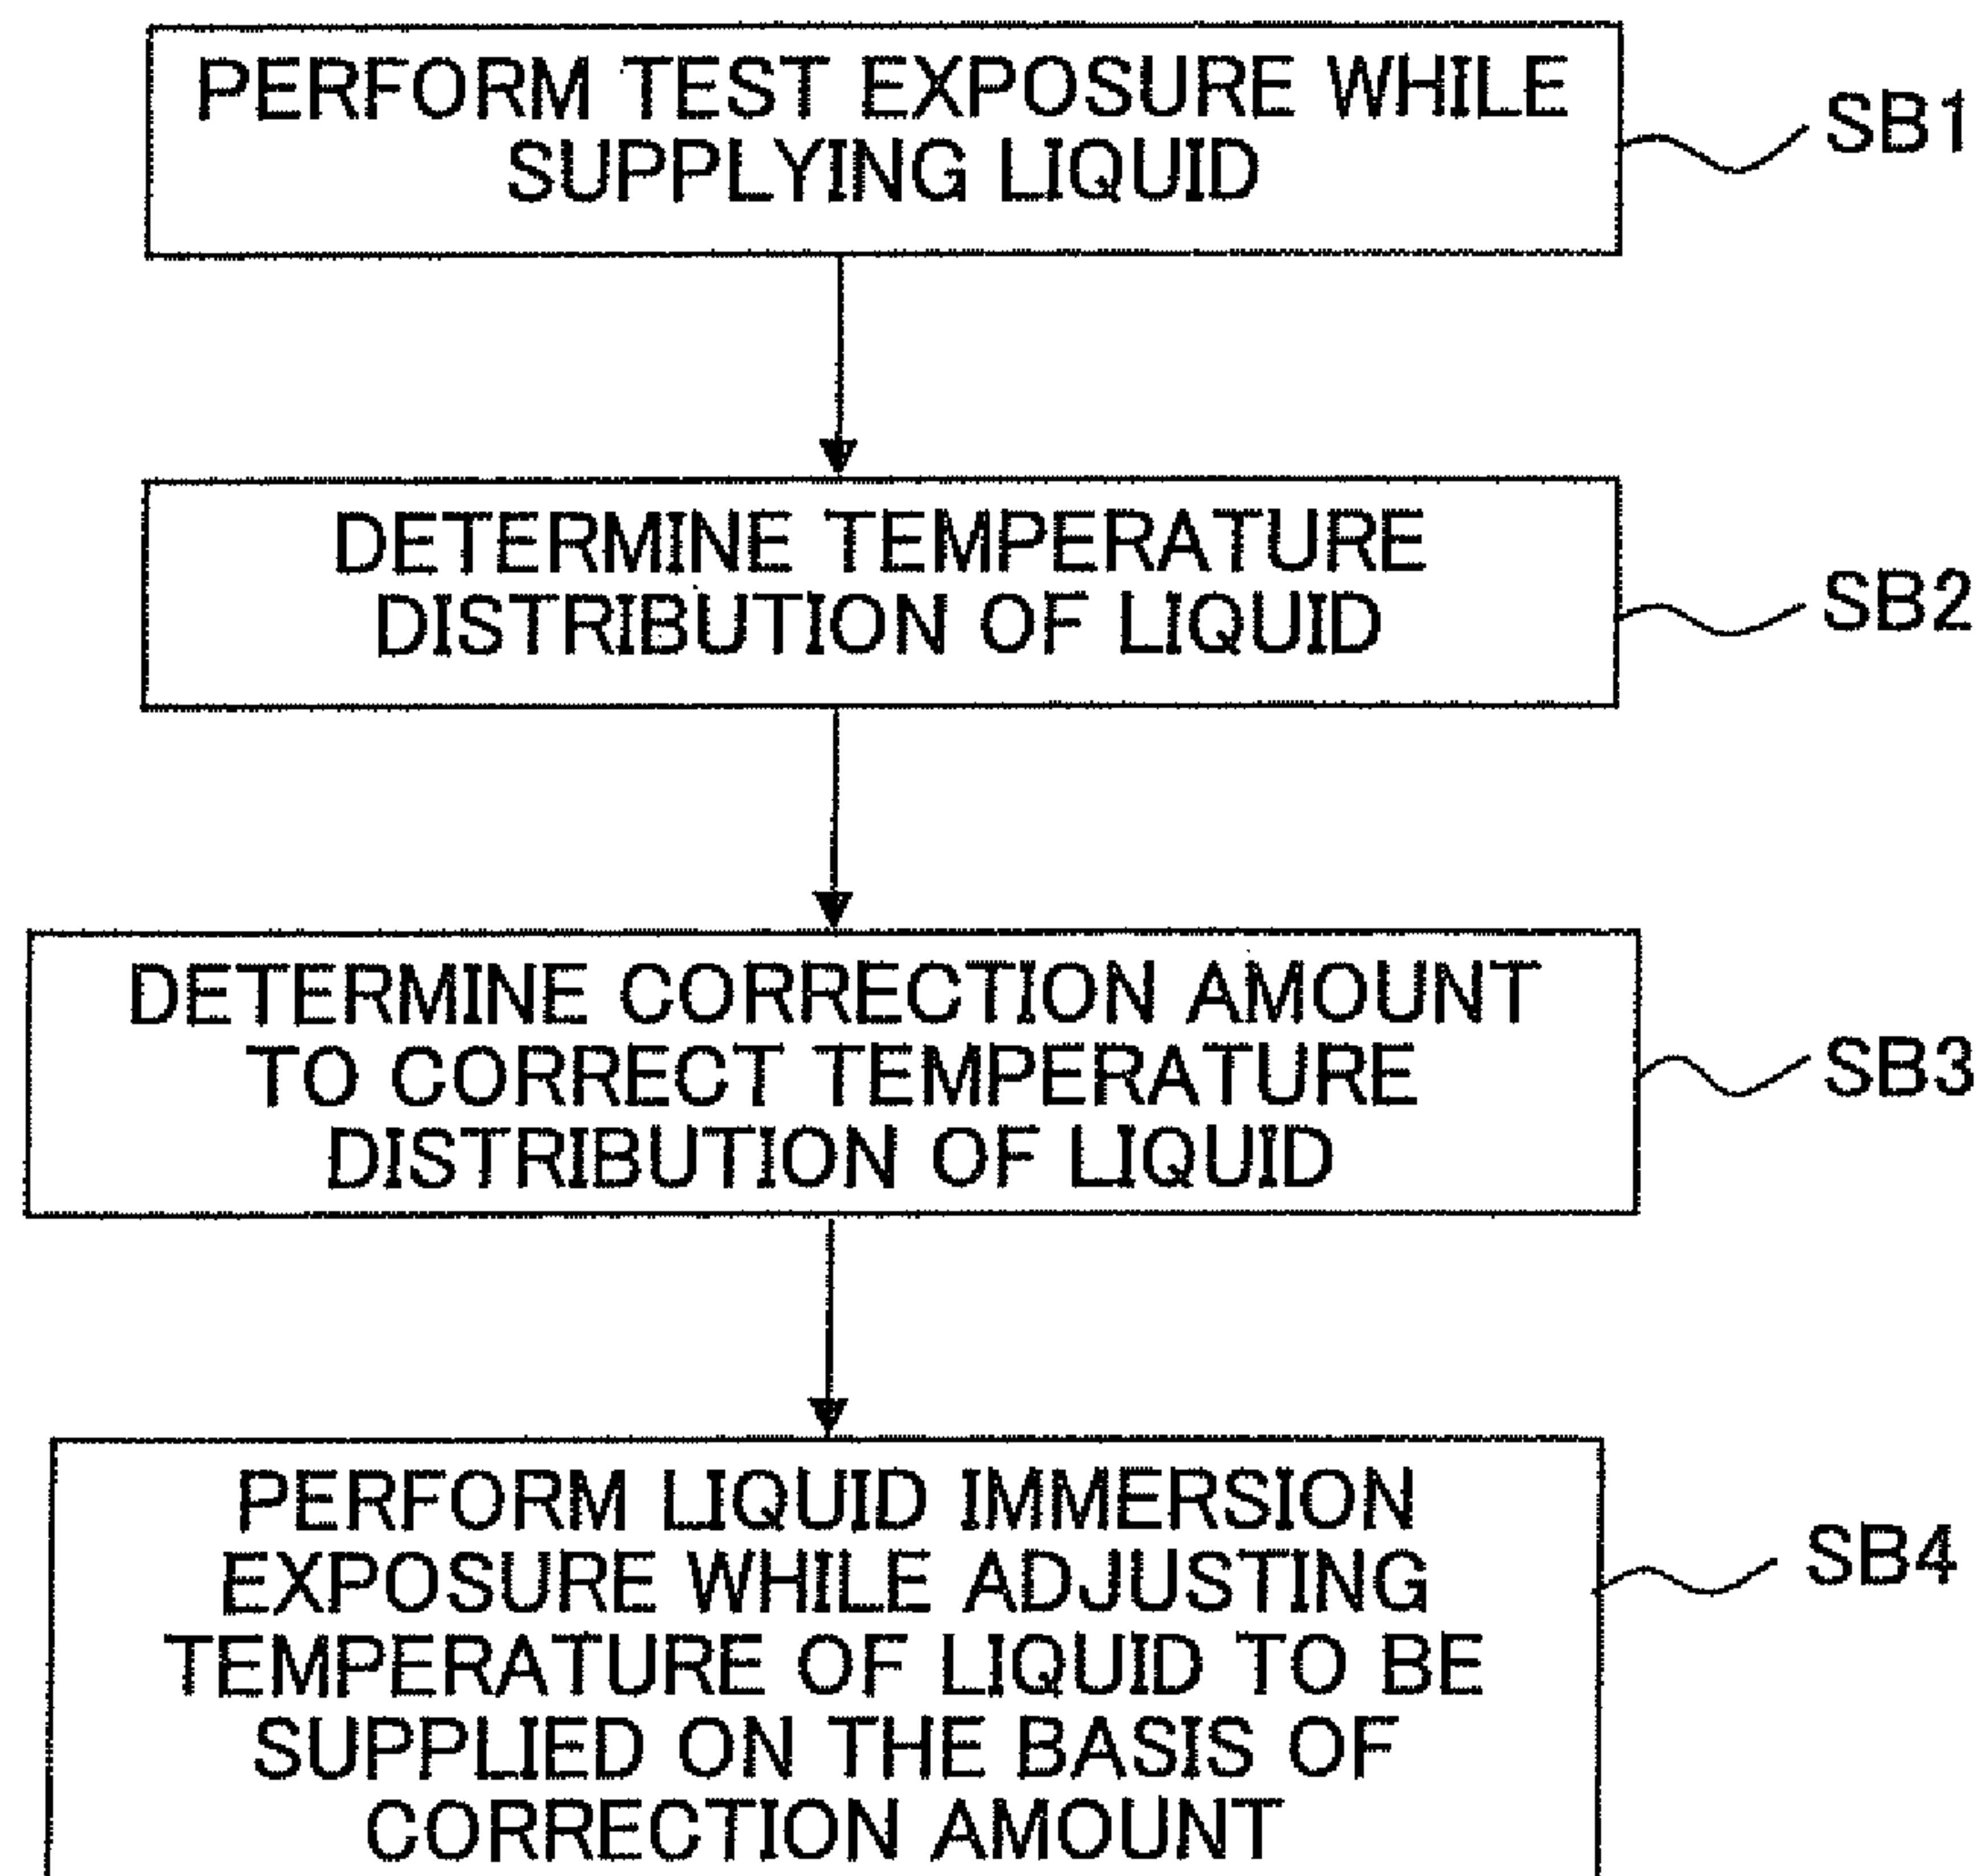 PERFORM TEST EXPOSURE WHILE
SUPPLYING LIQUID
SB1
DETERMINE TEMPERATURE
DISTRIBUTION OF LIQUID
SB2
DETERMINE CORRECTION AMOUNT
TO CORRECT TEMPERATURE
DISTRIBUTION OF LIQUID
SB3
PERFORM LIQUID IMMERSION
EXPOSURE WHILE ADJUSTING
TEMPERATURE OF LIQUID TO BE
SUPPLIED ON THE BASIS OF
CORRECTION AMOUNT
SB4